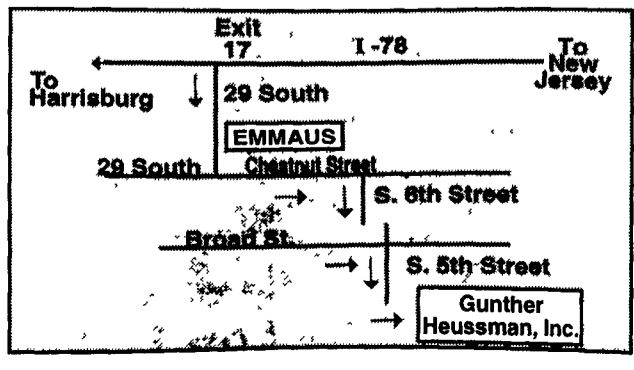 Exit
17
I-78
To
Harrisburg
To
New
Jersey
29 South
EMMAUS
29 South
Chestnut Street
S. 6th Street
Broad St.
S. 5th Street
Gunther
Heussman, Inc.